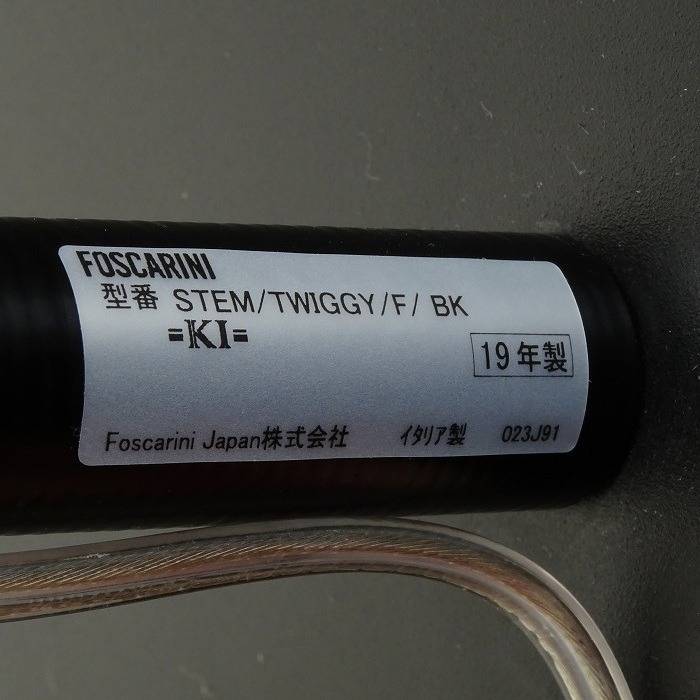 FOSCARINI
型番 STEM/TWIGGY/F/ BK
=KI=
19年製
Foscarini Japan株式会社 イタリア製 023J91